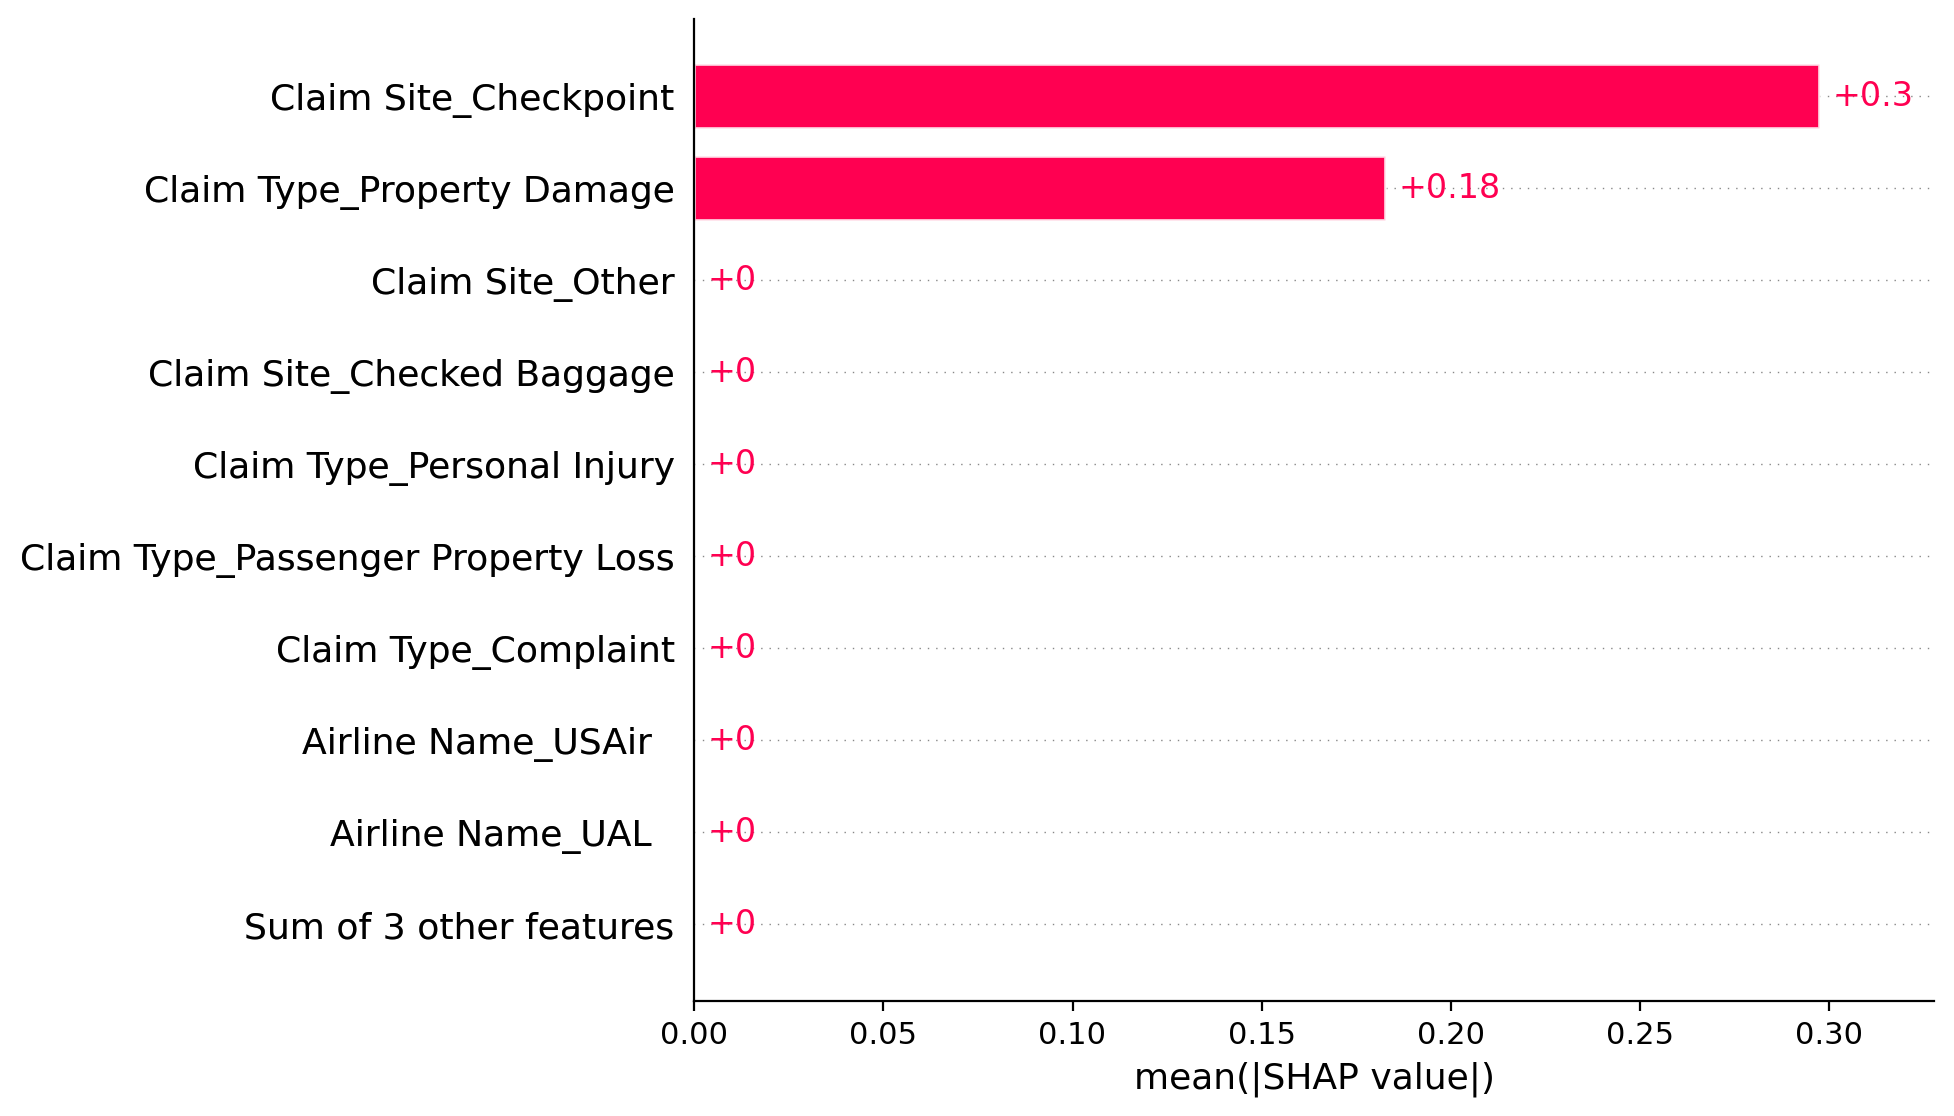 Claim Site_Checkpoint +0.3
Claim Type_Property Damage +0.18
Claim Site_Other +0
Claim Site_Checked Baggage +0
Claim Type_Personal Injury +0
Claim Type_Passenger Property Loss +0
Claim Type_Complaint +0
Airline Name_USAir +0
Airline Name_UAL +0
Sum of 3 other features +0
0.00 0.05 0.10 0.15 0.20 0.25 0.30
mean(|SHAP value|)